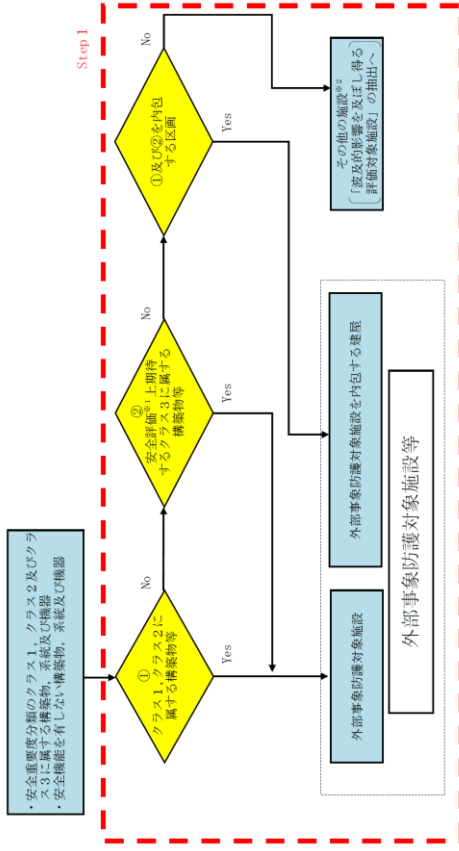 ・安全重要度分類のクラス１，クラス２及びクラ
ス３に属する構築物，系統及び機器
・安全機能を有しない構築物，系統及び機器
Step 1
①
クラス１，クラス２に
属する構築物等
No
Yes
②
安全評価※1上期待
するクラス３に属する
構築物等
No
Yes
①及び②を内包
する区画
No
Yes
外部事象防護対象施設
外部事象防護対象施設を内包する建屋
外部事象防護対象施設等
その他の施設※2
「波及的影響を及ぼし得る
評価対象施設」の抽出へ